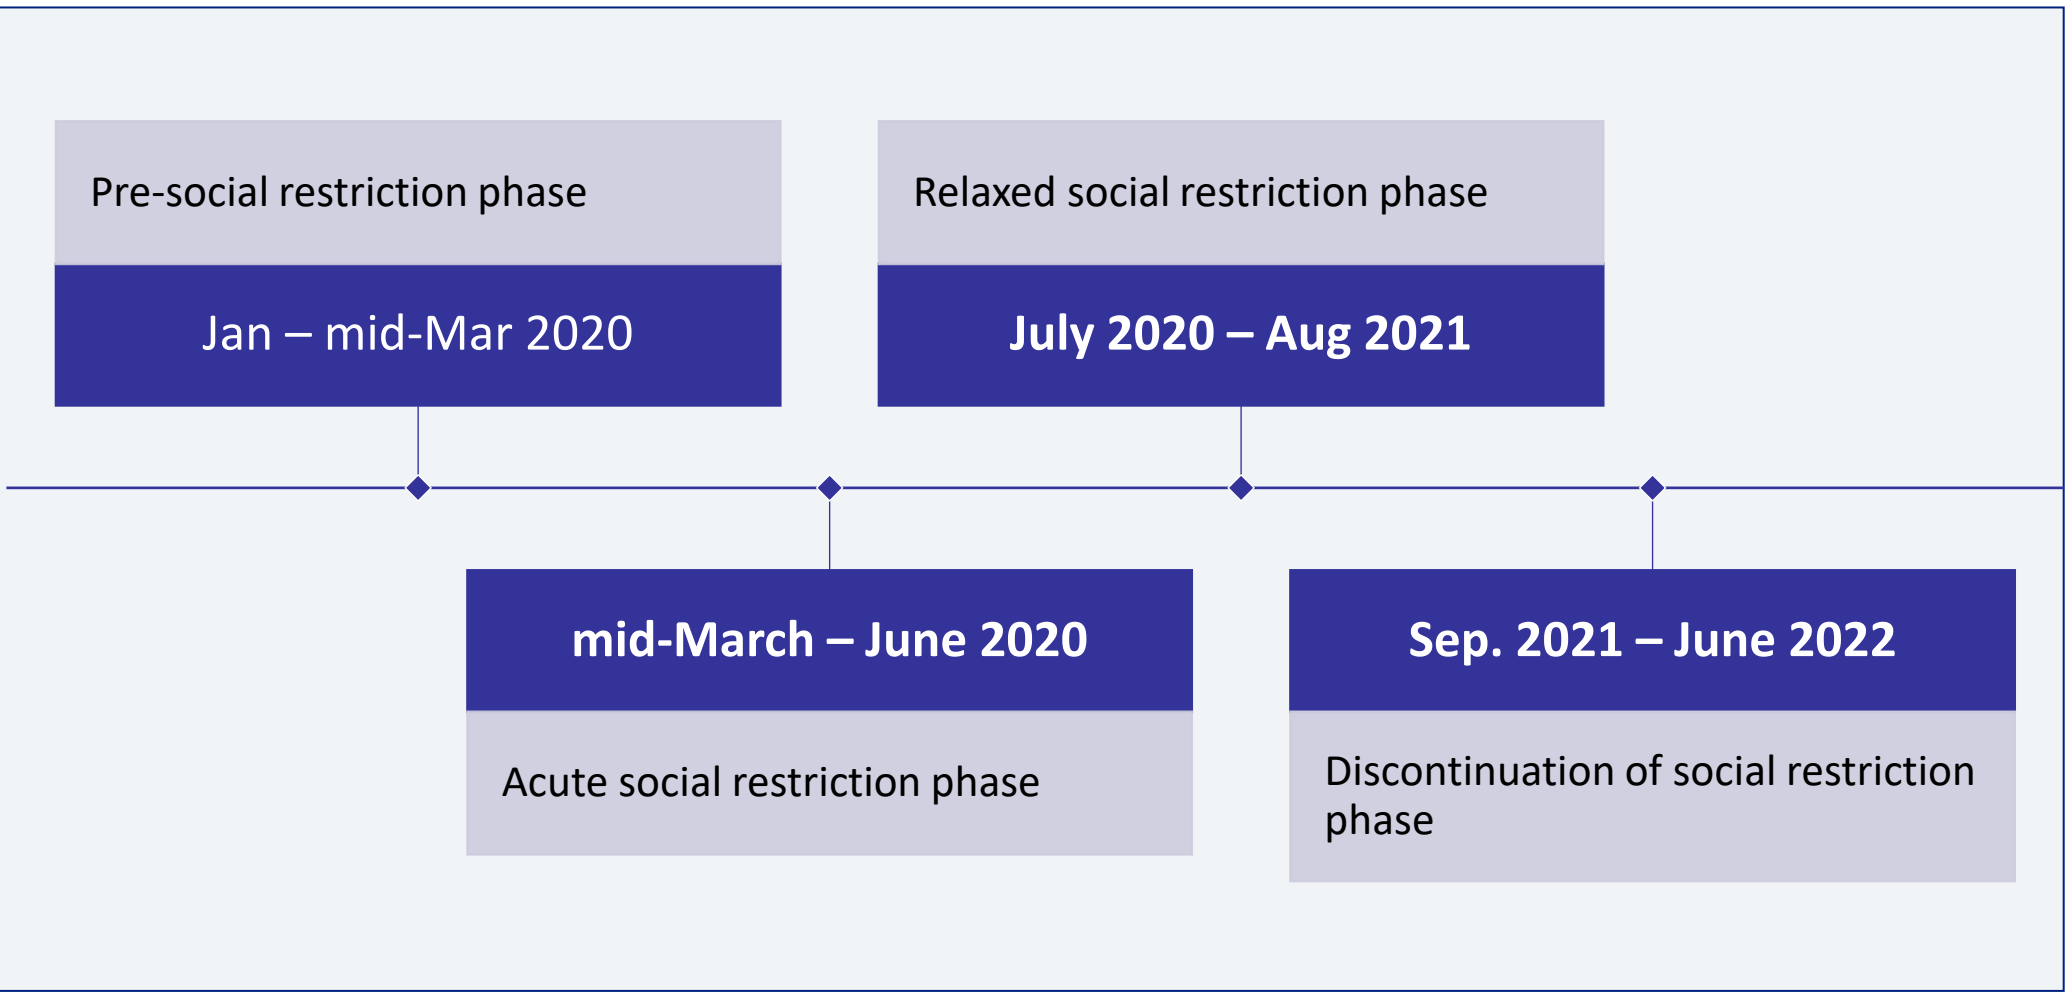 Pre-social restriction phase
Jan – mid-Mar 2020
mid-March – June 2020
Acute social restriction phase
Relaxed social restriction phase
July 2020 – Aug 2021
Sep. 2021 – June 2022
Discontinuation of social restriction
phase